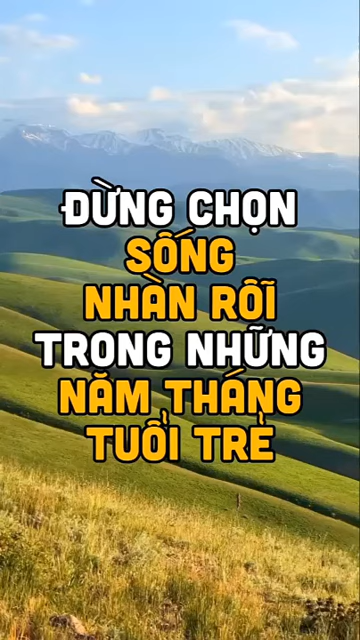 ĐỪNG CHỌN
SỐNG
NHÀN RỖI
TRONG NHỮNG
NĂM THÁNG
TUỔI TRẺ